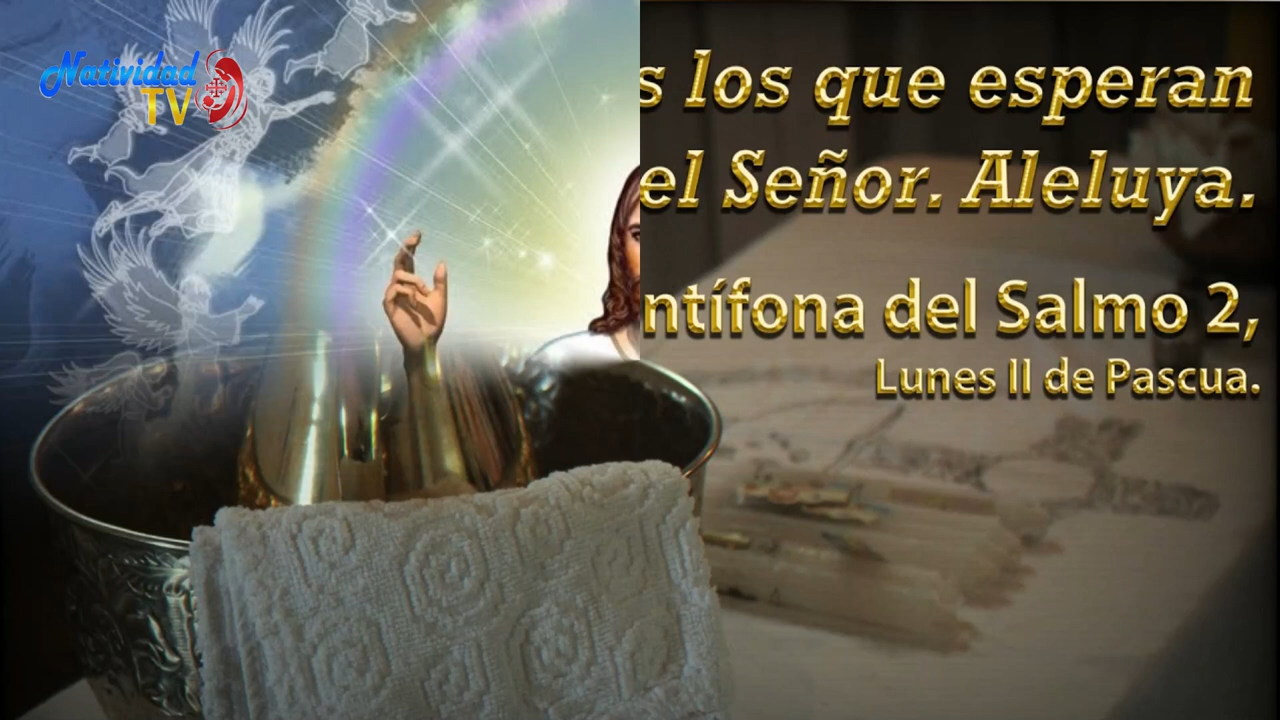 Natividad
TV
s los que esperan
el Señor. Aleluya.
ntífona del Salmo 2,
Lunes II de Pascua.